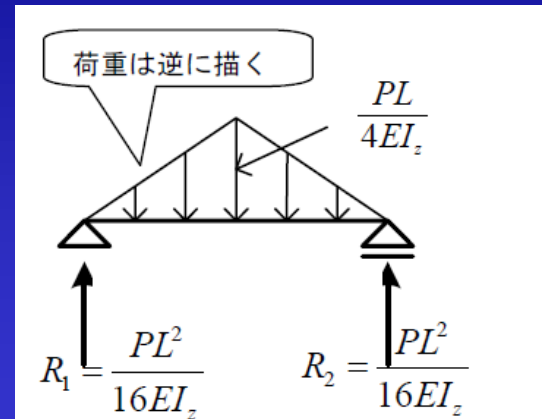 荷重は逆に描く
PL/4EI_z
R_1 = PL^2/16EI_z
R_2 = PL^2/16EI_z